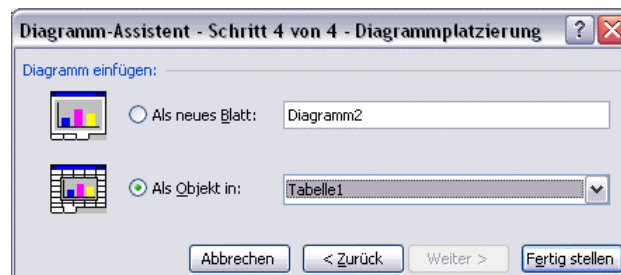 Diagramm-Assistent - Schritt 4 von 4 - Diagrammplatzierung ?
Diagramm einfügen:
Als neues Blatt: Diagramm2
Als Objekt in: Tabelle1
Abbrechen < Zurück Weiter > Fertig stellen